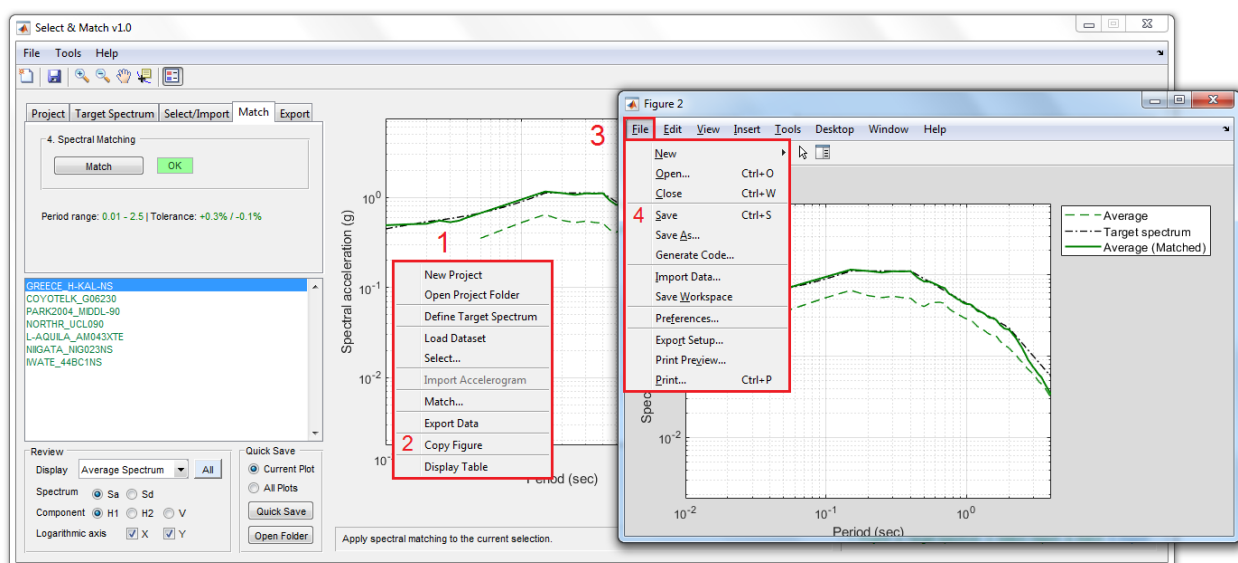 Select & Match v1.0
File Tools Help
Project Target Spectrum Select/Import Match Export
4. Spectral Matching
Match OK
Period range: 0.01 - 2.5 | Tolerance: +0.3% / -0.1%
GREECE_H-KAL-NS
COYOTELK_G06230
PARK2004_MIDDL-90
NORTHR_UCL090
L-AQUILA_AM043XTE
NIIGATA_NIG023NS
IWATE_44BC1NS
Review
Display Average Spectrum All
Spectrum Sa Sd
Component H1 H2 V
Logarithmic axis X Y
Quick Save
Current Plot
All Plots
Quick Save
Open Folder
Spectral acceleration (g)
10^0
10^-1
10^-2
1
New Project
Open Project Folder
Define Target Spectrum
Load Dataset
Select...
Import Accelerogram
Match...
Export Data
2 Copy Figure
Display Table
(sec)
Apply spectral matching to the current selection.
3
Figure 2
File Edit View Insert Tools Desktop Window Help
New
Open... Ctrl+O
Close Ctrl+W
4 Save Ctrl+S
Save As...
Generate Code...
Import Data...
Save Workspace
Preferences...
Export Setup...
Print Preview...
Print... Ctrl+P
Average
Target spectrum
Average (Matched)
10^-2
10^-2 10^-1 10^0
Period (sec)